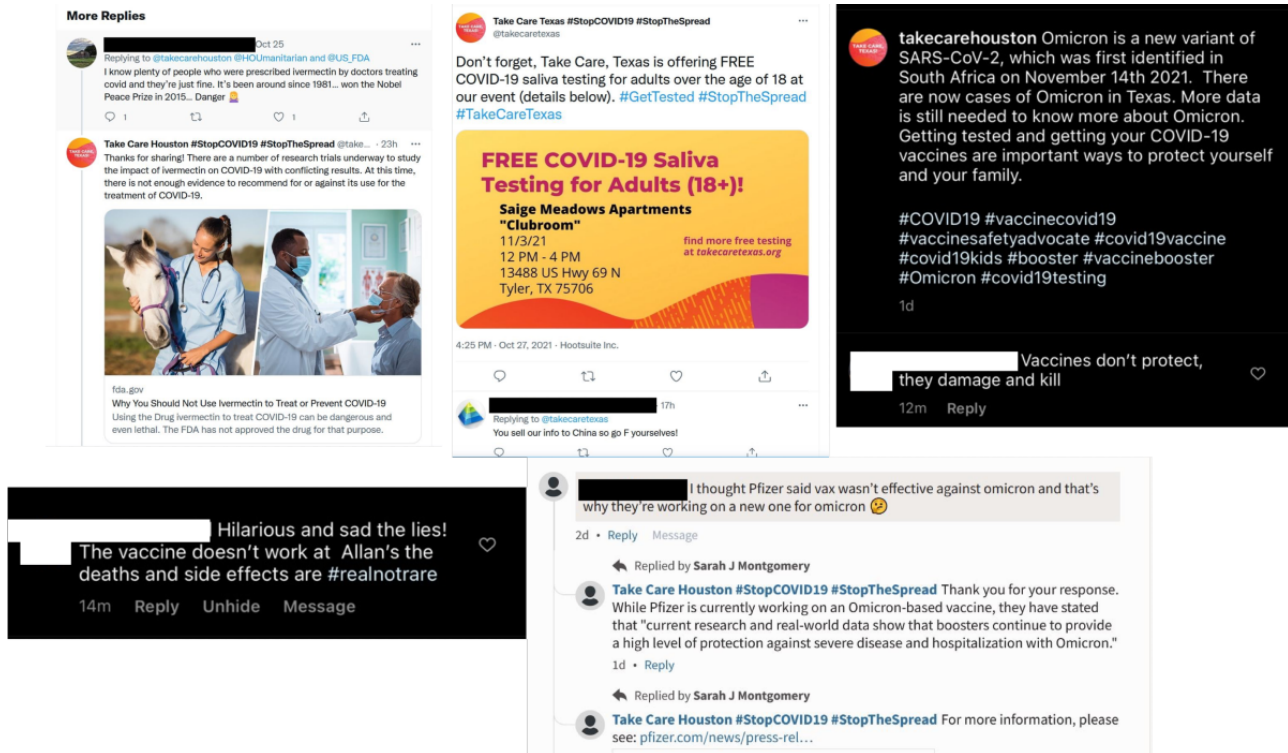 More Replies
Oct 25
Replying to @takecarehouston @HOUmanitarian and @US_FDA
I know plenty of people who were prescribed ivermectin by doctors treating
covid and they're just fine. It's been around since 1981... won the Nobel
Peace Prize in 2015... Danger 🤷‍♀️
1
1
TAKE CARE, TEXAS
Take Care Houston #StopCOVID19 #StopTheSpread @take... · 23h
Thanks for sharing! There are a number of research trials underway to study
the impact of ivermectin on COVID-19 with conflicting results. At this time,
there is not enough evidence to recommend for or against its use for the
treatment of COVID-19.
fda.gov
Why You Should Not Use Ivermectin to Treat or Prevent COVID-19
Using the Drug ivermectin to treat COVID-19 can be dangerous and
even lethal. The FDA has not approved the drug for that purpose.
TAKE CARE, TEXAS
Take Care Texas #StopCOVID19 #StopTheSpread
@takecaretexas
Don't forget, Take Care, Texas is offering FREE
COVID-19 saliva testing for adults over the age of 18 at
our event (details below). #GetTested #StopTheSpread
#TakeCareTexas
FREE COVID-19 Saliva
Testing for Adults (18+)!
Saige Meadows Apartments
"Clubroom"
11/3/21
12 PM - 4 PM
13488 US Hwy 69 N
Tyler, TX 75706
find more free testing
at takecaretexas.org
4:25 PM · Oct 27, 2021 · Hootsuite Inc.
17h
Replying to @takecaretexas
You sell our info to China so go F yourselves!
TAKE CARE, TEXAS
takecarehouston Omicron is a new variant of
SARS-CoV-2, which was first identified in
South Africa on November 14th 2021. There
are now cases of Omicron in Texas. More data
is still needed to know more about Omicron.
Getting tested and getting your COVID-19
vaccines are important ways to protect yourself
and your family.
#COVID19 #vaccinecovid19
#vaccinesafetyadvocate #covid19vaccine
#covid19kids #booster #vaccinebooster
#Omicron #covid19testing
1d
Vaccines don't protect,
they damage and kill
12m Reply
Hilarious and sad the lies!
The vaccine doesn't work at Allan's the
deaths and side effects are #realnotrare
14m Reply Unhide Message
I thought Pfizer said vax wasn't effective against omicron and that's
why they're working on a new one for omicron 🤔
2d • Reply Message
Replied by Sarah J Montgomery
Take Care Houston #StopCOVID19 #StopTheSpread Thank you for your response.
While Pfizer is currently working on an Omicron-based vaccine, they have stated
that "current research and real-world data show that boosters continue to provide
a high level of protection against severe disease and hospitalization with Omicron."
1d • Reply
Replied by Sarah J Montgomery
Take Care Houston #StopCOVID19 #StopTheSpread For more information, please
see: pfizer.com/news/press-rel...